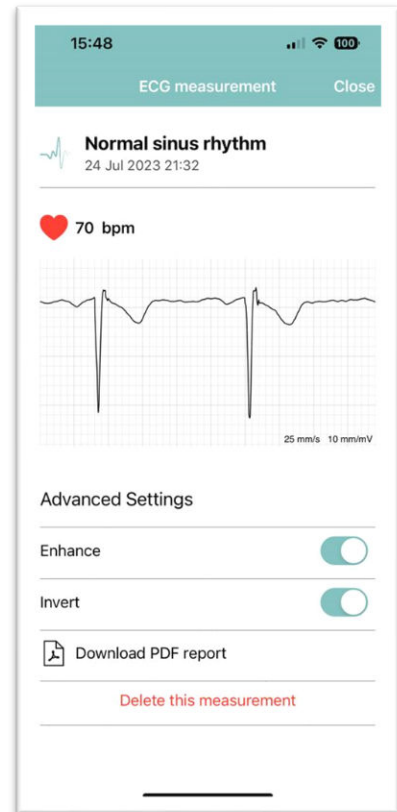 15:48
100
ECG measurement Close
Normal sinus rhythm
24 Jul 2023 21:32
70 bpm
25 mm/s 10 mm/mV
Advanced Settings
Enhance
Invert
Download PDF report
Delete this measurement